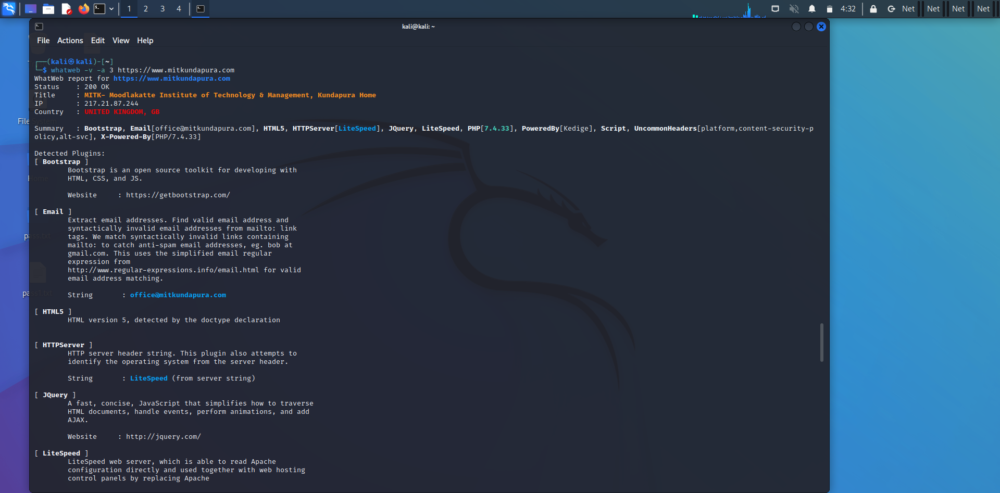 1 2 3 4
4:32 Net Net Net Net
kali@kali: ~
File Actions Edit View Help
┌──(kali㉿kali)-[~]
└─$ whatweb -v -a 3 https://www.mitkundapura.com
WhatWeb report for https://www.mitkundapura.com
Status    : 200 OK
Title     : MITK- Moodlakatte Institute of Technology & Management, Kundapura Home
IP        : 217.21.87.244
Country   : UNITED KINGDOM, GB
File System
Summary   : Bootstrap, Email[office@mitkundapura.com], HTML5, HTTPServer[LiteSpeed], JQuery, LiteSpeed, PHP[7.4.33], PoweredBy[Kedige], Script, UncommonHeaders[platform,content-security-p
olicy,alt-svc], X-Powered-By[PHP/7.4.33]
Detected Plugins:
[ Bootstrap ]
Bootstrap is an open source toolkit for developing with
HTML, CSS, and JS.
Home
Website     : https://getbootstrap.com/
[ Email ]
Extract email addresses. Find valid email address and
syntactically invalid email addresses from mailto: link
tags. We match syntactically invalid links containing
pass.txt
mailto: to catch anti-spam email addresses, eg. bob at
gmail.com. This uses the simplified email regular
expression from
http://www.regular-expressions.info/email.html for valid
email address matching.
String       : office@mitkundapura.com
[ HTML5 ]
HTML version 5, detected by the doctype declaration
[ HTTPServer ]
HTTP server header string. This plugin also attempts to
identify the operating system from the server header.
String       : LiteSpeed (from server string)
[ JQuery ]
A fast, concise, JavaScript that simplifies how to traverse
HTML documents, handle events, perform animations, and add
AJAX.
Website     : http://jquery.com/
[ LiteSpeed ]
LiteSpeed web server, which is able to read Apache
configuration directly and used together with web hosting
control panels by replacing Apache